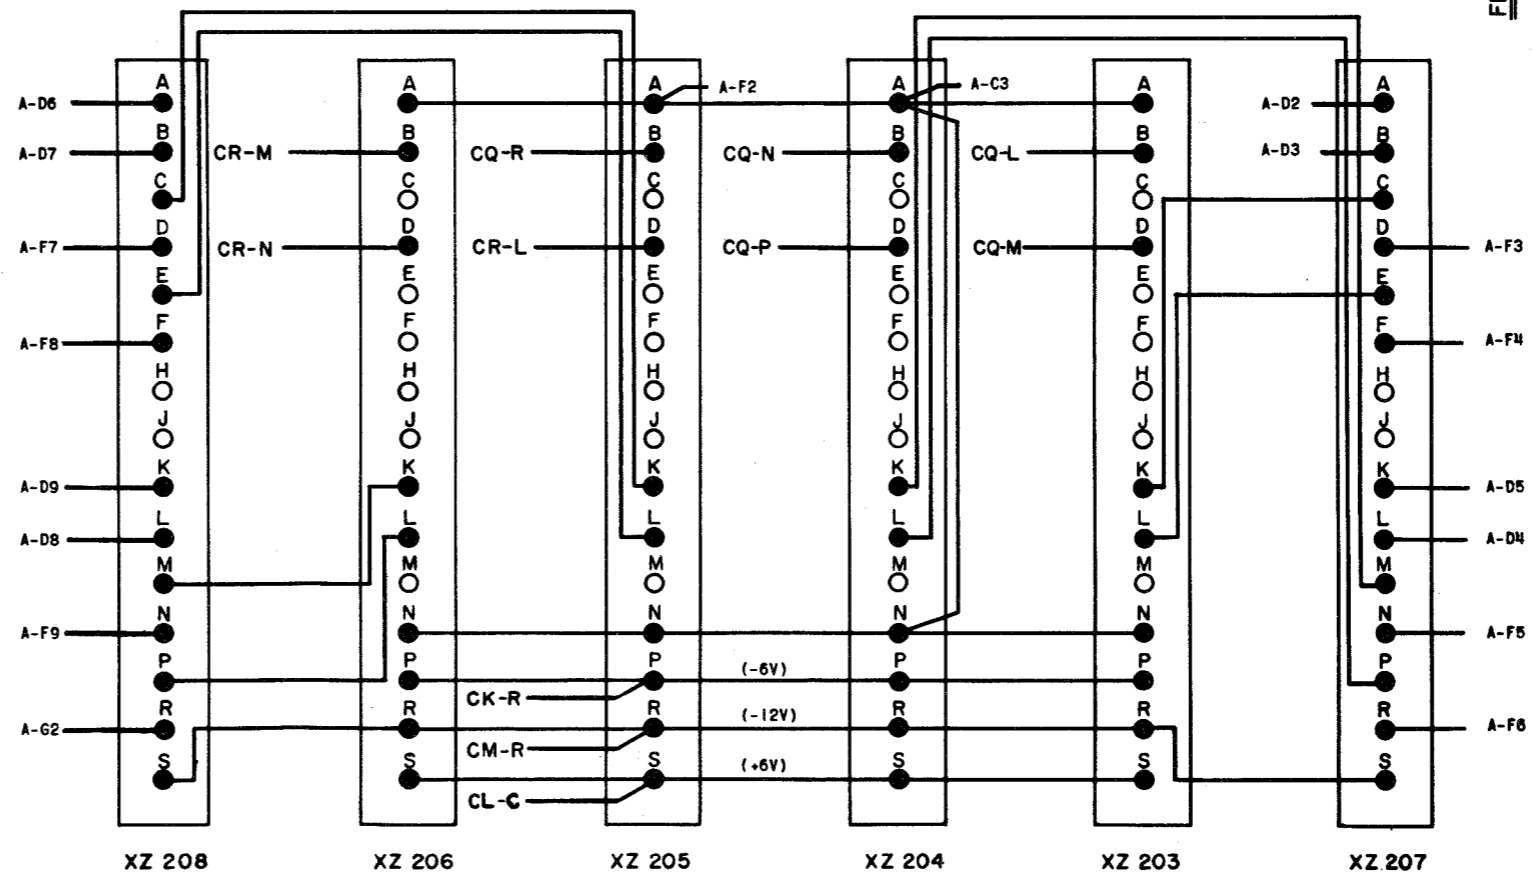 A A A A A A
A-D6 A-F2 A-C3 A-D2
B B B B B B
A-D7 CR-M CQ-R CQ-N CQ-L A-D3
C C C C C C
D D D D D D
A-F7 CR-N CR-L CQ-P CQ-M A-F3
E E E E E E
F F F F F F
A-F8 A-F4
H H H H H H
J J J J J J
K K K K K K
A-D9 A-D5
L L L L L L
A-D8 A-D4
M M M M M M
N N N N N N
A-F9 A-F5
P P P P P P
(-6V)
CK-R
R R R R R R
(-12V)
A-G2 A-F6
CM-R
S S S S S S
(+6V)
CL-C
XZ 208 XZ 206 XZ 205 XZ 204 XZ 203 XZ 207